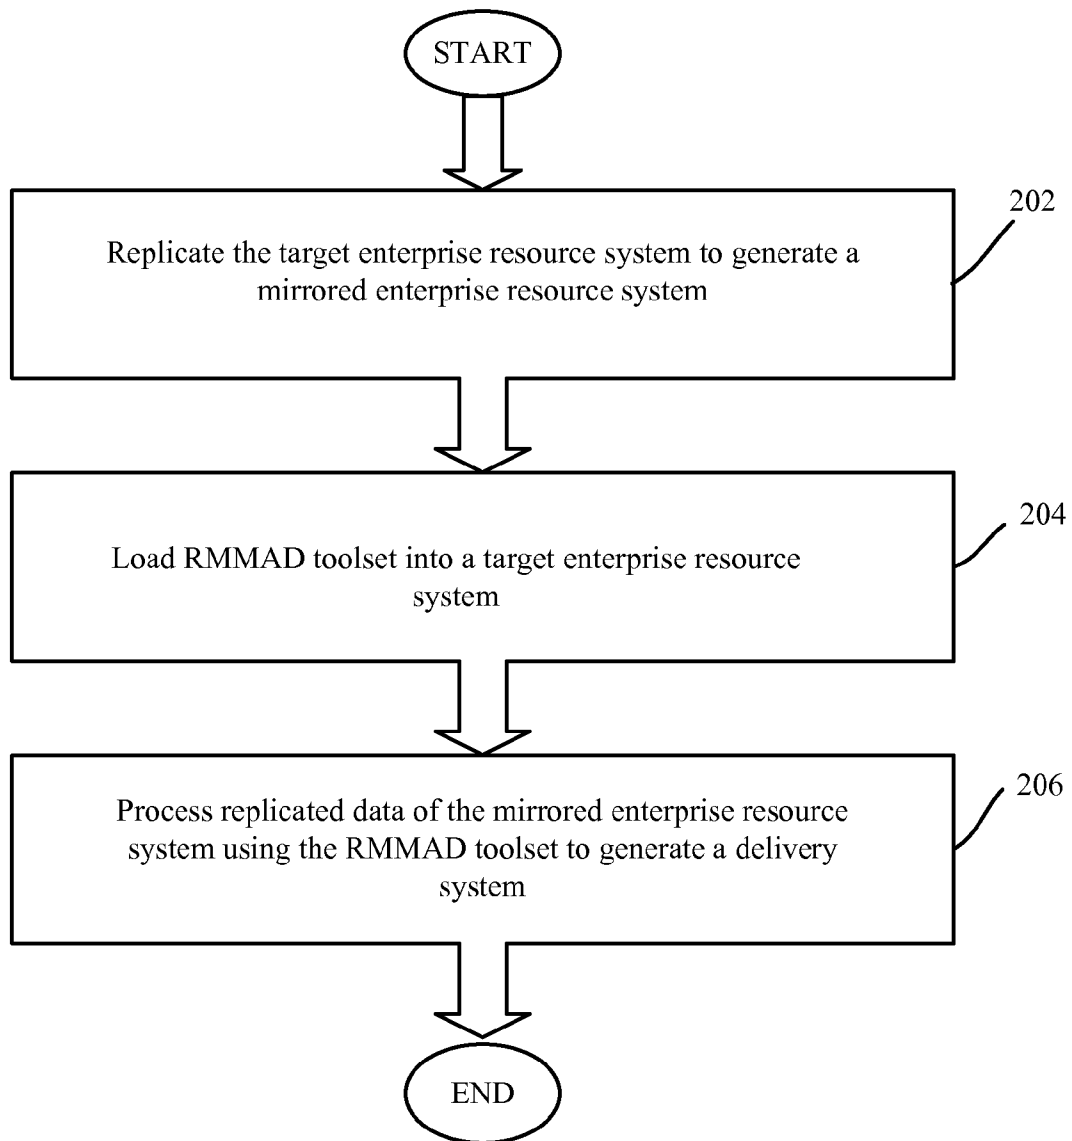 START
202
Replicate the target enterprise resource system to generate a
mirrored enterprise resource system
204
Load RMMAD toolset into a target enterprise resource
system
206
Process replicated data of the mirrored enterprise resource
system using the RMMAD toolset to generate a delivery
system
END